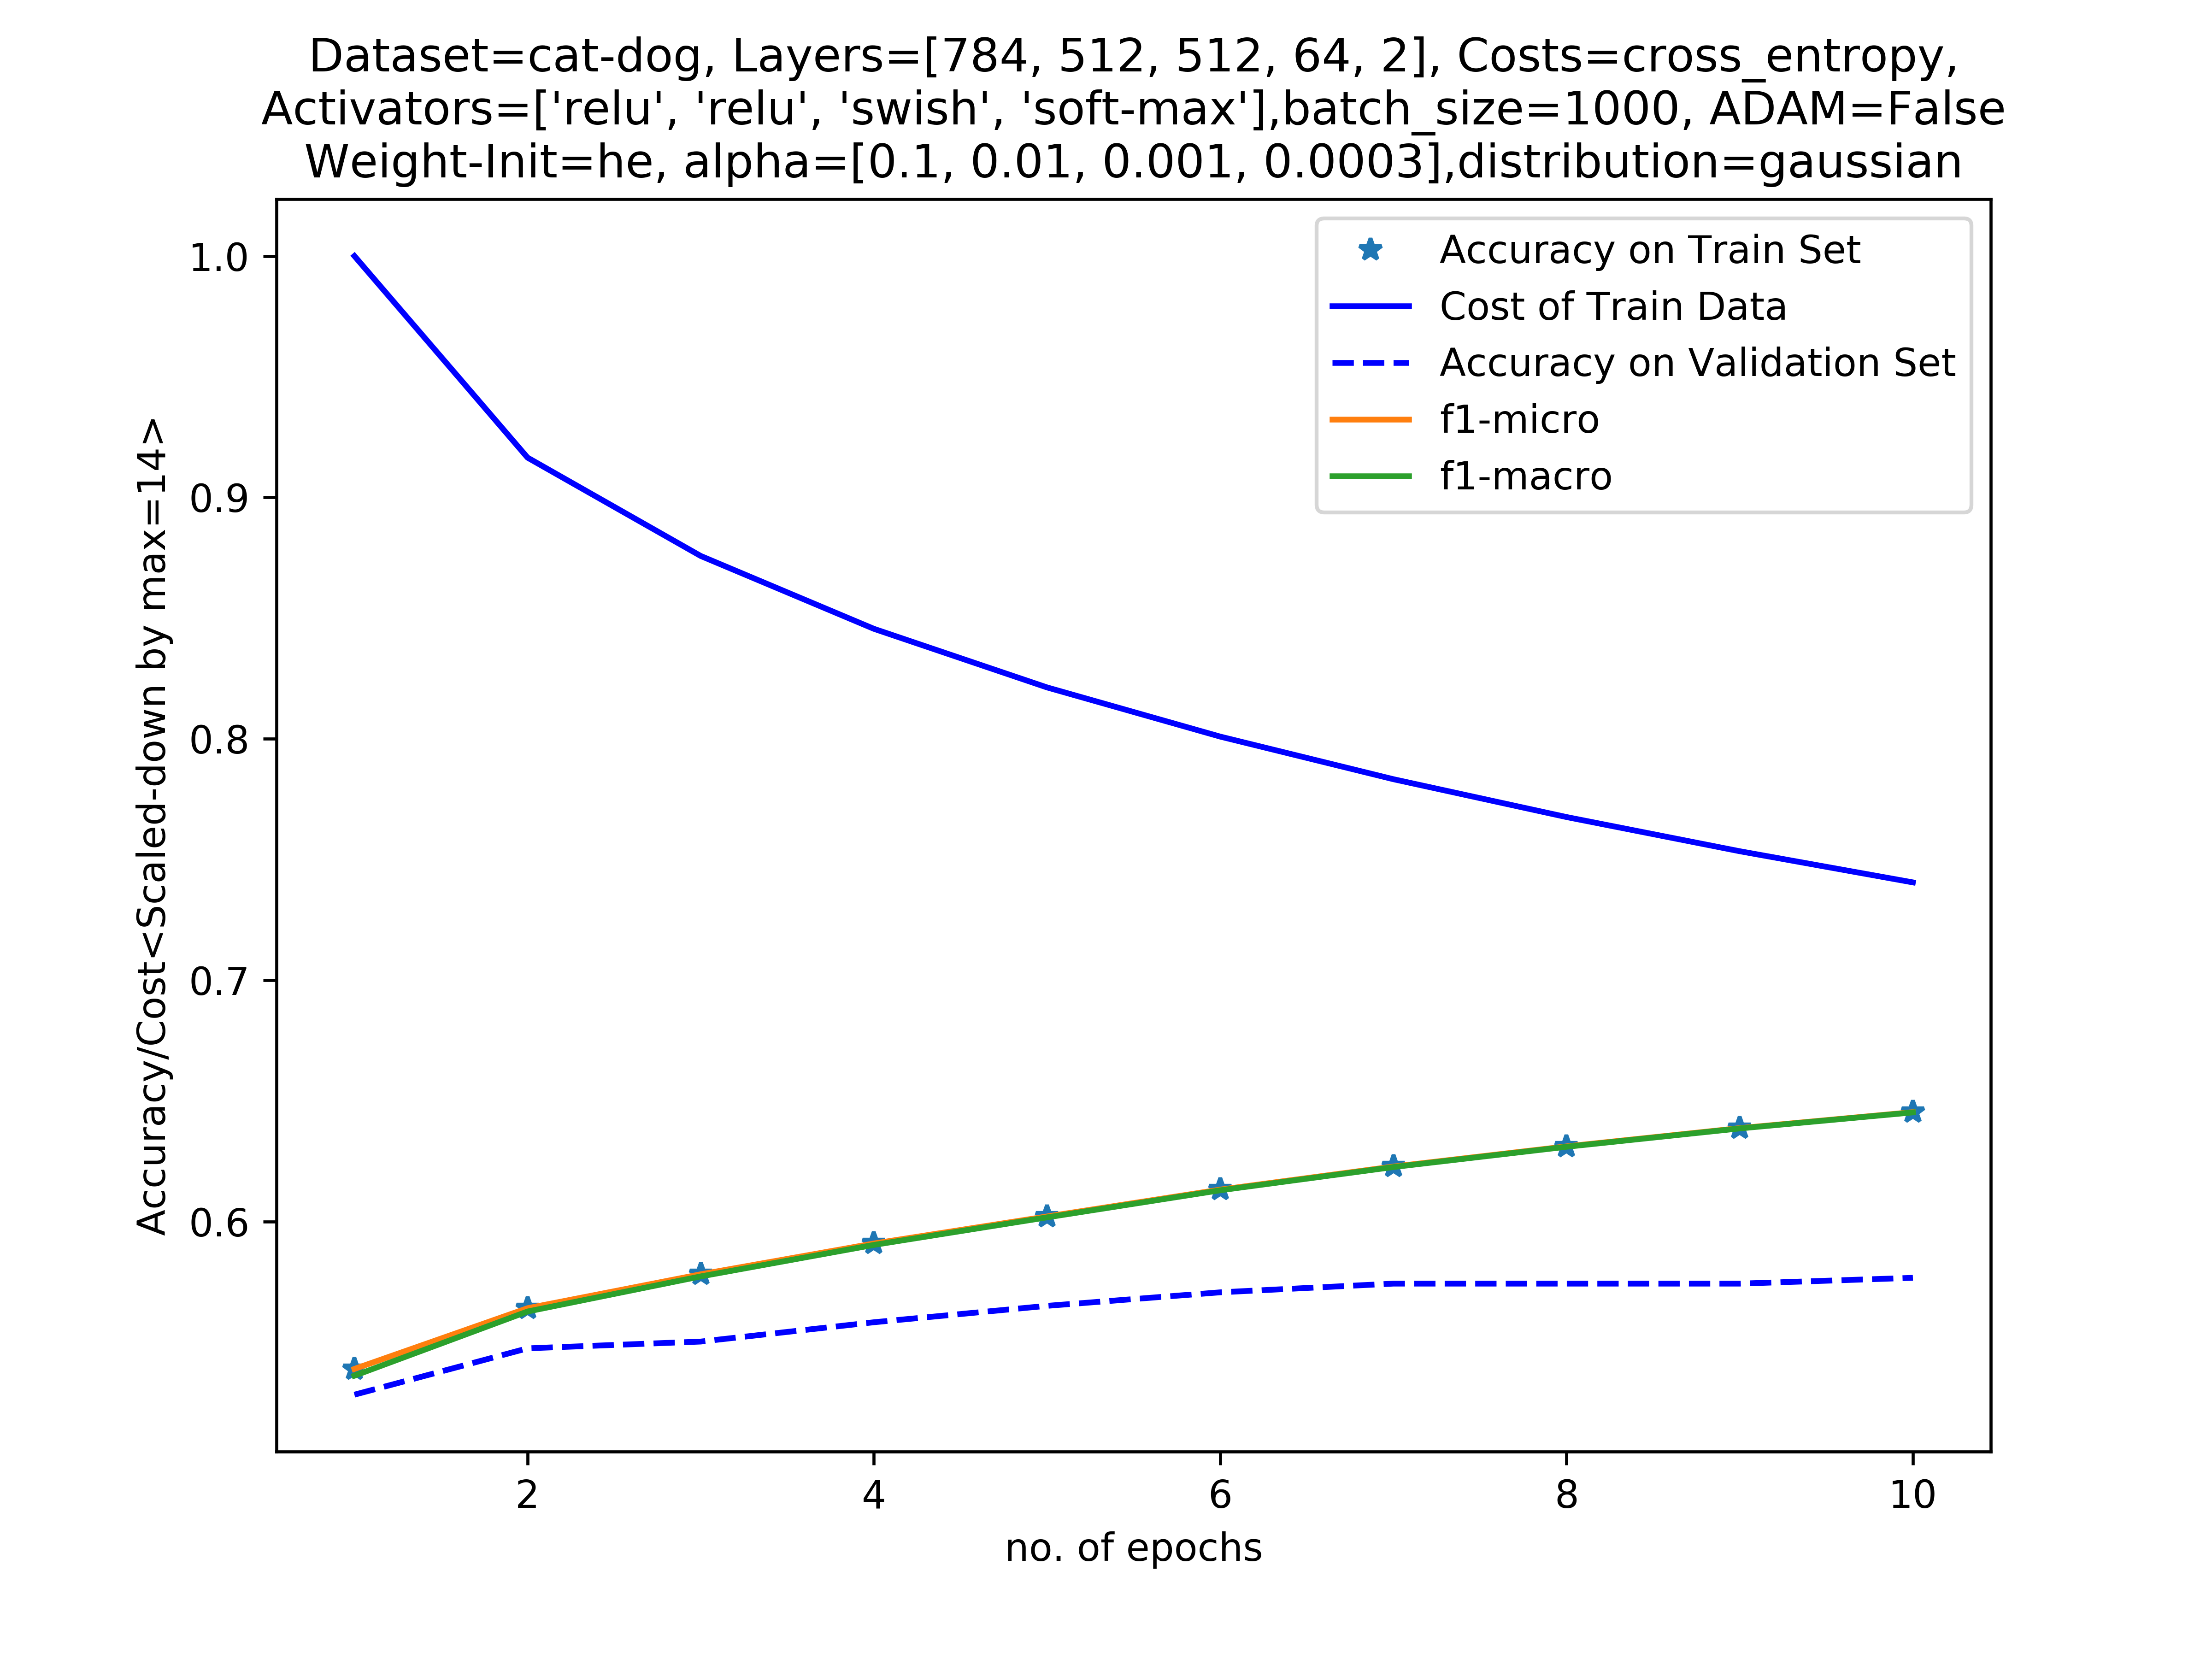 Dataset=cat-dog, Layers=[784, 512, 512, 64, 2], Costs=cross_entropy,
Activators=['relu', 'relu', 'swish', 'soft-max'],batch_size=1000, ADAM=False
Weight-Init=he, alpha=[0.1, 0.01, 0.001, 0.0003],distribution=gaussian
Accuracy on Train Set
Cost of Train Data
Accuracy on Validation Set
f1-micro
f1-macro
Accuracy/Cost<Scaled-down by max=14>
1.0
0.9
0.8
0.7
0.6
2 4 6 8 10
no. of epochs